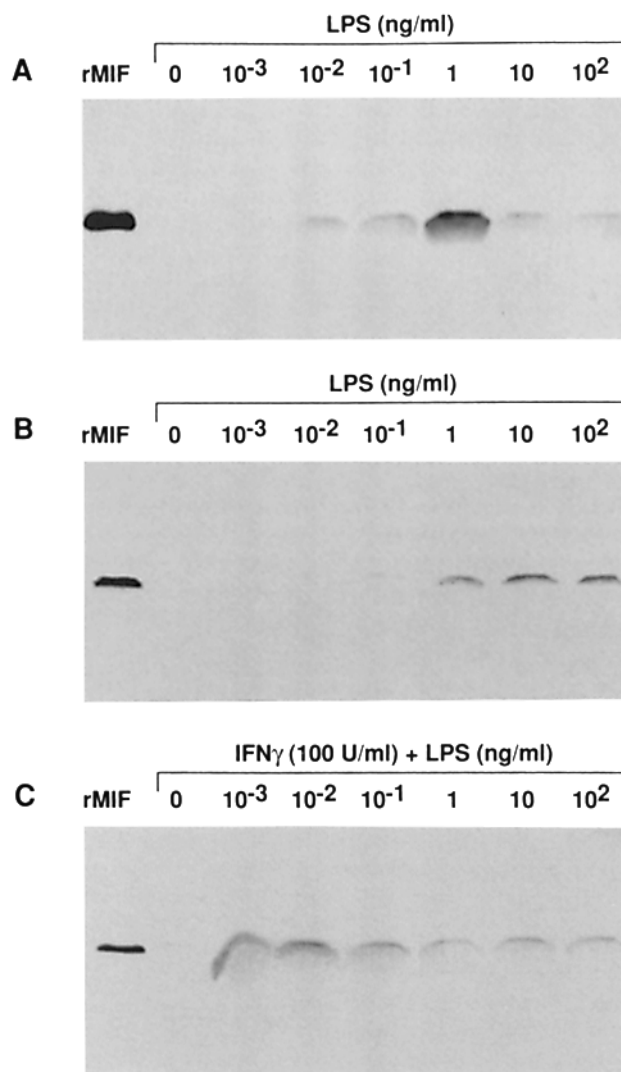 LPS (ng/ml)
A rMIF 0 10⁻³ 10⁻² 10⁻¹ 1 10 10²
LPS (ng/ml)
B rMIF 0 10⁻³ 10⁻² 10⁻¹ 1 10 10²
IFNγ (100 U/ml) + LPS (ng/ml)
C rMIF 0 10⁻³ 10⁻² 10⁻¹ 1 10 10²